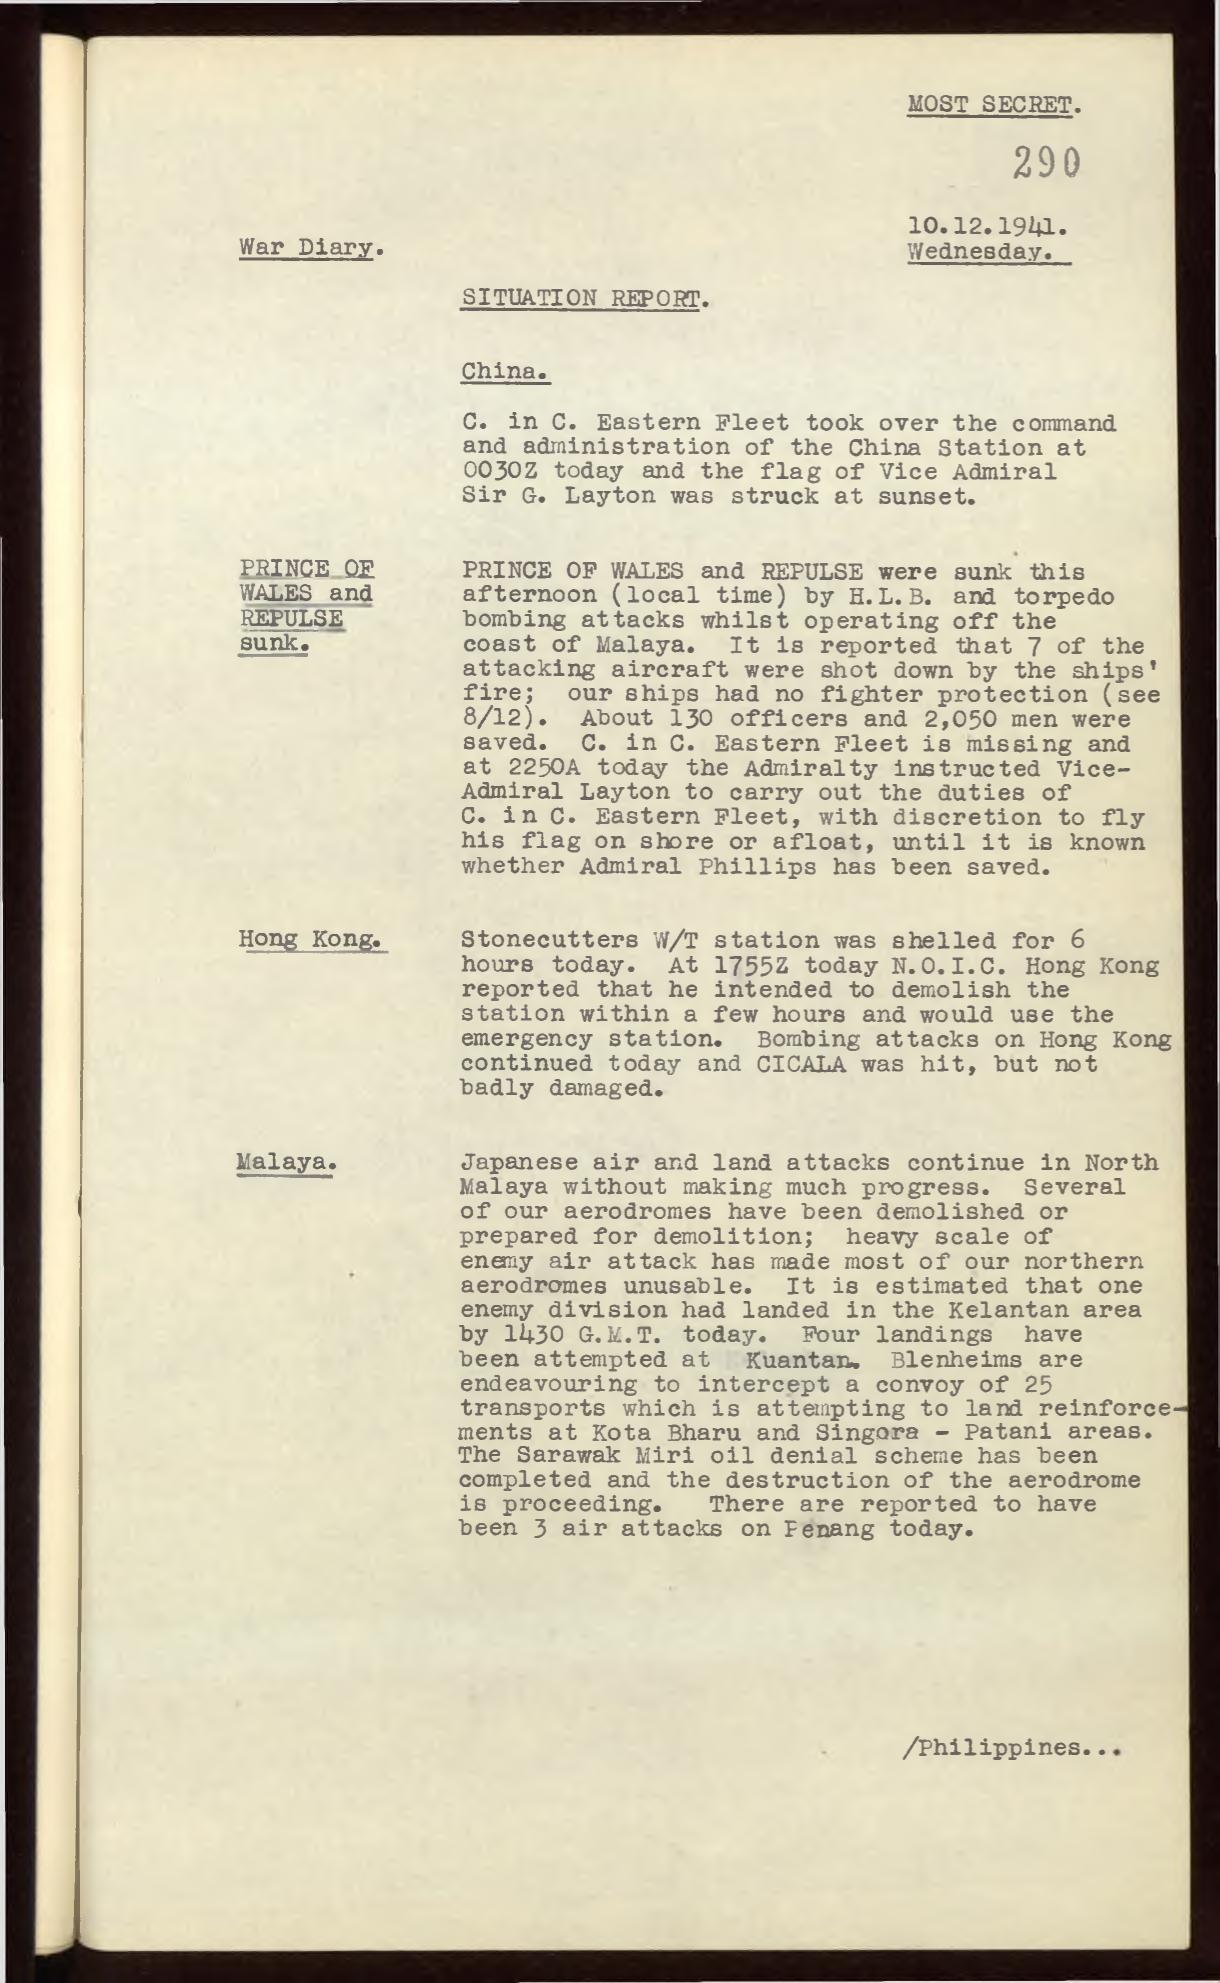 MOST SECRET.
290
10.12.1941.
War Diary.
Wednesday.
SITUATION REPORT.
China.
C. in C. Eastern Fleet took over the command
and administration of the China Station at
0030Z today and the flag of Vice Admiral
Sir G. Layton was struck at sunset.
PRINCE OF
WALES and
REPULSE
sunk.
PRINCE OF WALES and REPULSE were sunk this
afternoon (local time) by H.L.B. and torpedo
bombing attacks whilst operating off the
coast of Malaya. It is reported that 7 of the
attacking aircraft were shot down by the ships'
fire; our ships had no fighter protection (see
8/12). About 130 officers and 2,050 men were
saved. C. in C. Eastern Fleet is missing and
at 2250A today the Admiralty instructed Vice-
Admiral Layton to carry out the duties of
C. in C. Eastern Fleet, with discretion to fly
his flag on shore or afloat, until it is known
whether Admiral Phillips has been saved.
Hong Kong.
Stonecutters W/T station was shelled for 6
hours today. At 1755Z today N.O.I.C. Hong Kong
reported that he intended to demolish the
station within a few hours and would use the
emergency station. Bombing attacks on Hong Kong
continued today and CICALA was hit, but not
badly damaged.
Malaya.
Japanese air and land attacks continue in North
Malaya without making much progress. Several
of our aerodromes have been demolished or
prepared for demolition; heavy scale of
enemy air attack has made most of our northern
aerodromes unusable. It is estimated that one
enemy division had landed in the Kelantan area
by 1430 G.M.T. today. Four landings have
been attempted at Kuantan. Blenheims are
endeavouring to intercept a convoy of 25
transports which is attempting to land reinforce-
ments at Kota Bharu and Singora - Patani areas.
The Sarawak Miri oil denial scheme has been
completed and the destruction of the aerodrome
is proceeding. There are reported to have
been 3 air attacks on Penang today.
/Philippines...